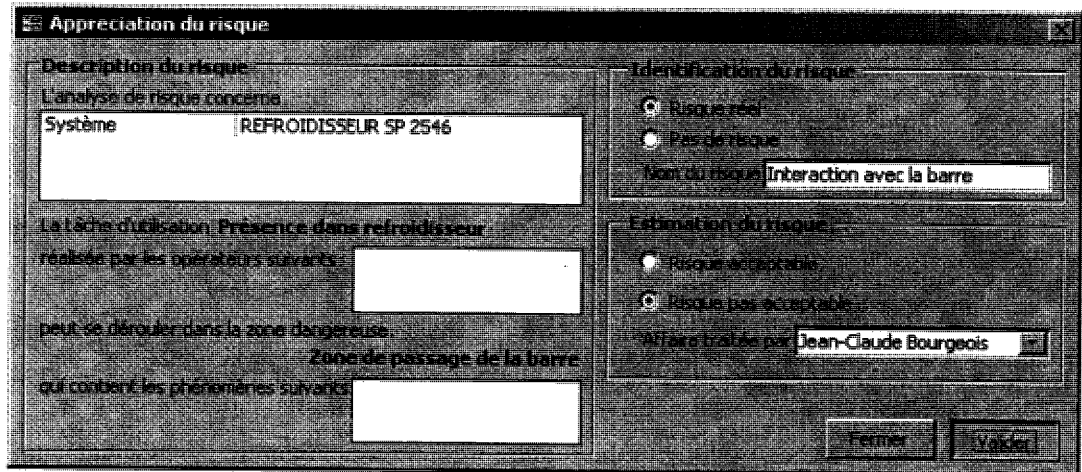 Appreciation du risque
Description du risque
L'analyse de risque concerne
Système REFROIDISSEUR SP 2546
La tâche d'utilisation Présence dans refroidisseur
réalisée par les opérateurs suivants :
peut se dérouler dans la zone dangereuse
Zone de passage de la barre
qui contient les phénomènes suivants
Identification du risque
Risque réel
Pas de risque
Nom du risque Interaction avec la barre
Estimation du risque
Risque acceptable
Risque pas acceptable
Affaire traitée par Jean-Claude Bourgeois
Fermer Valider